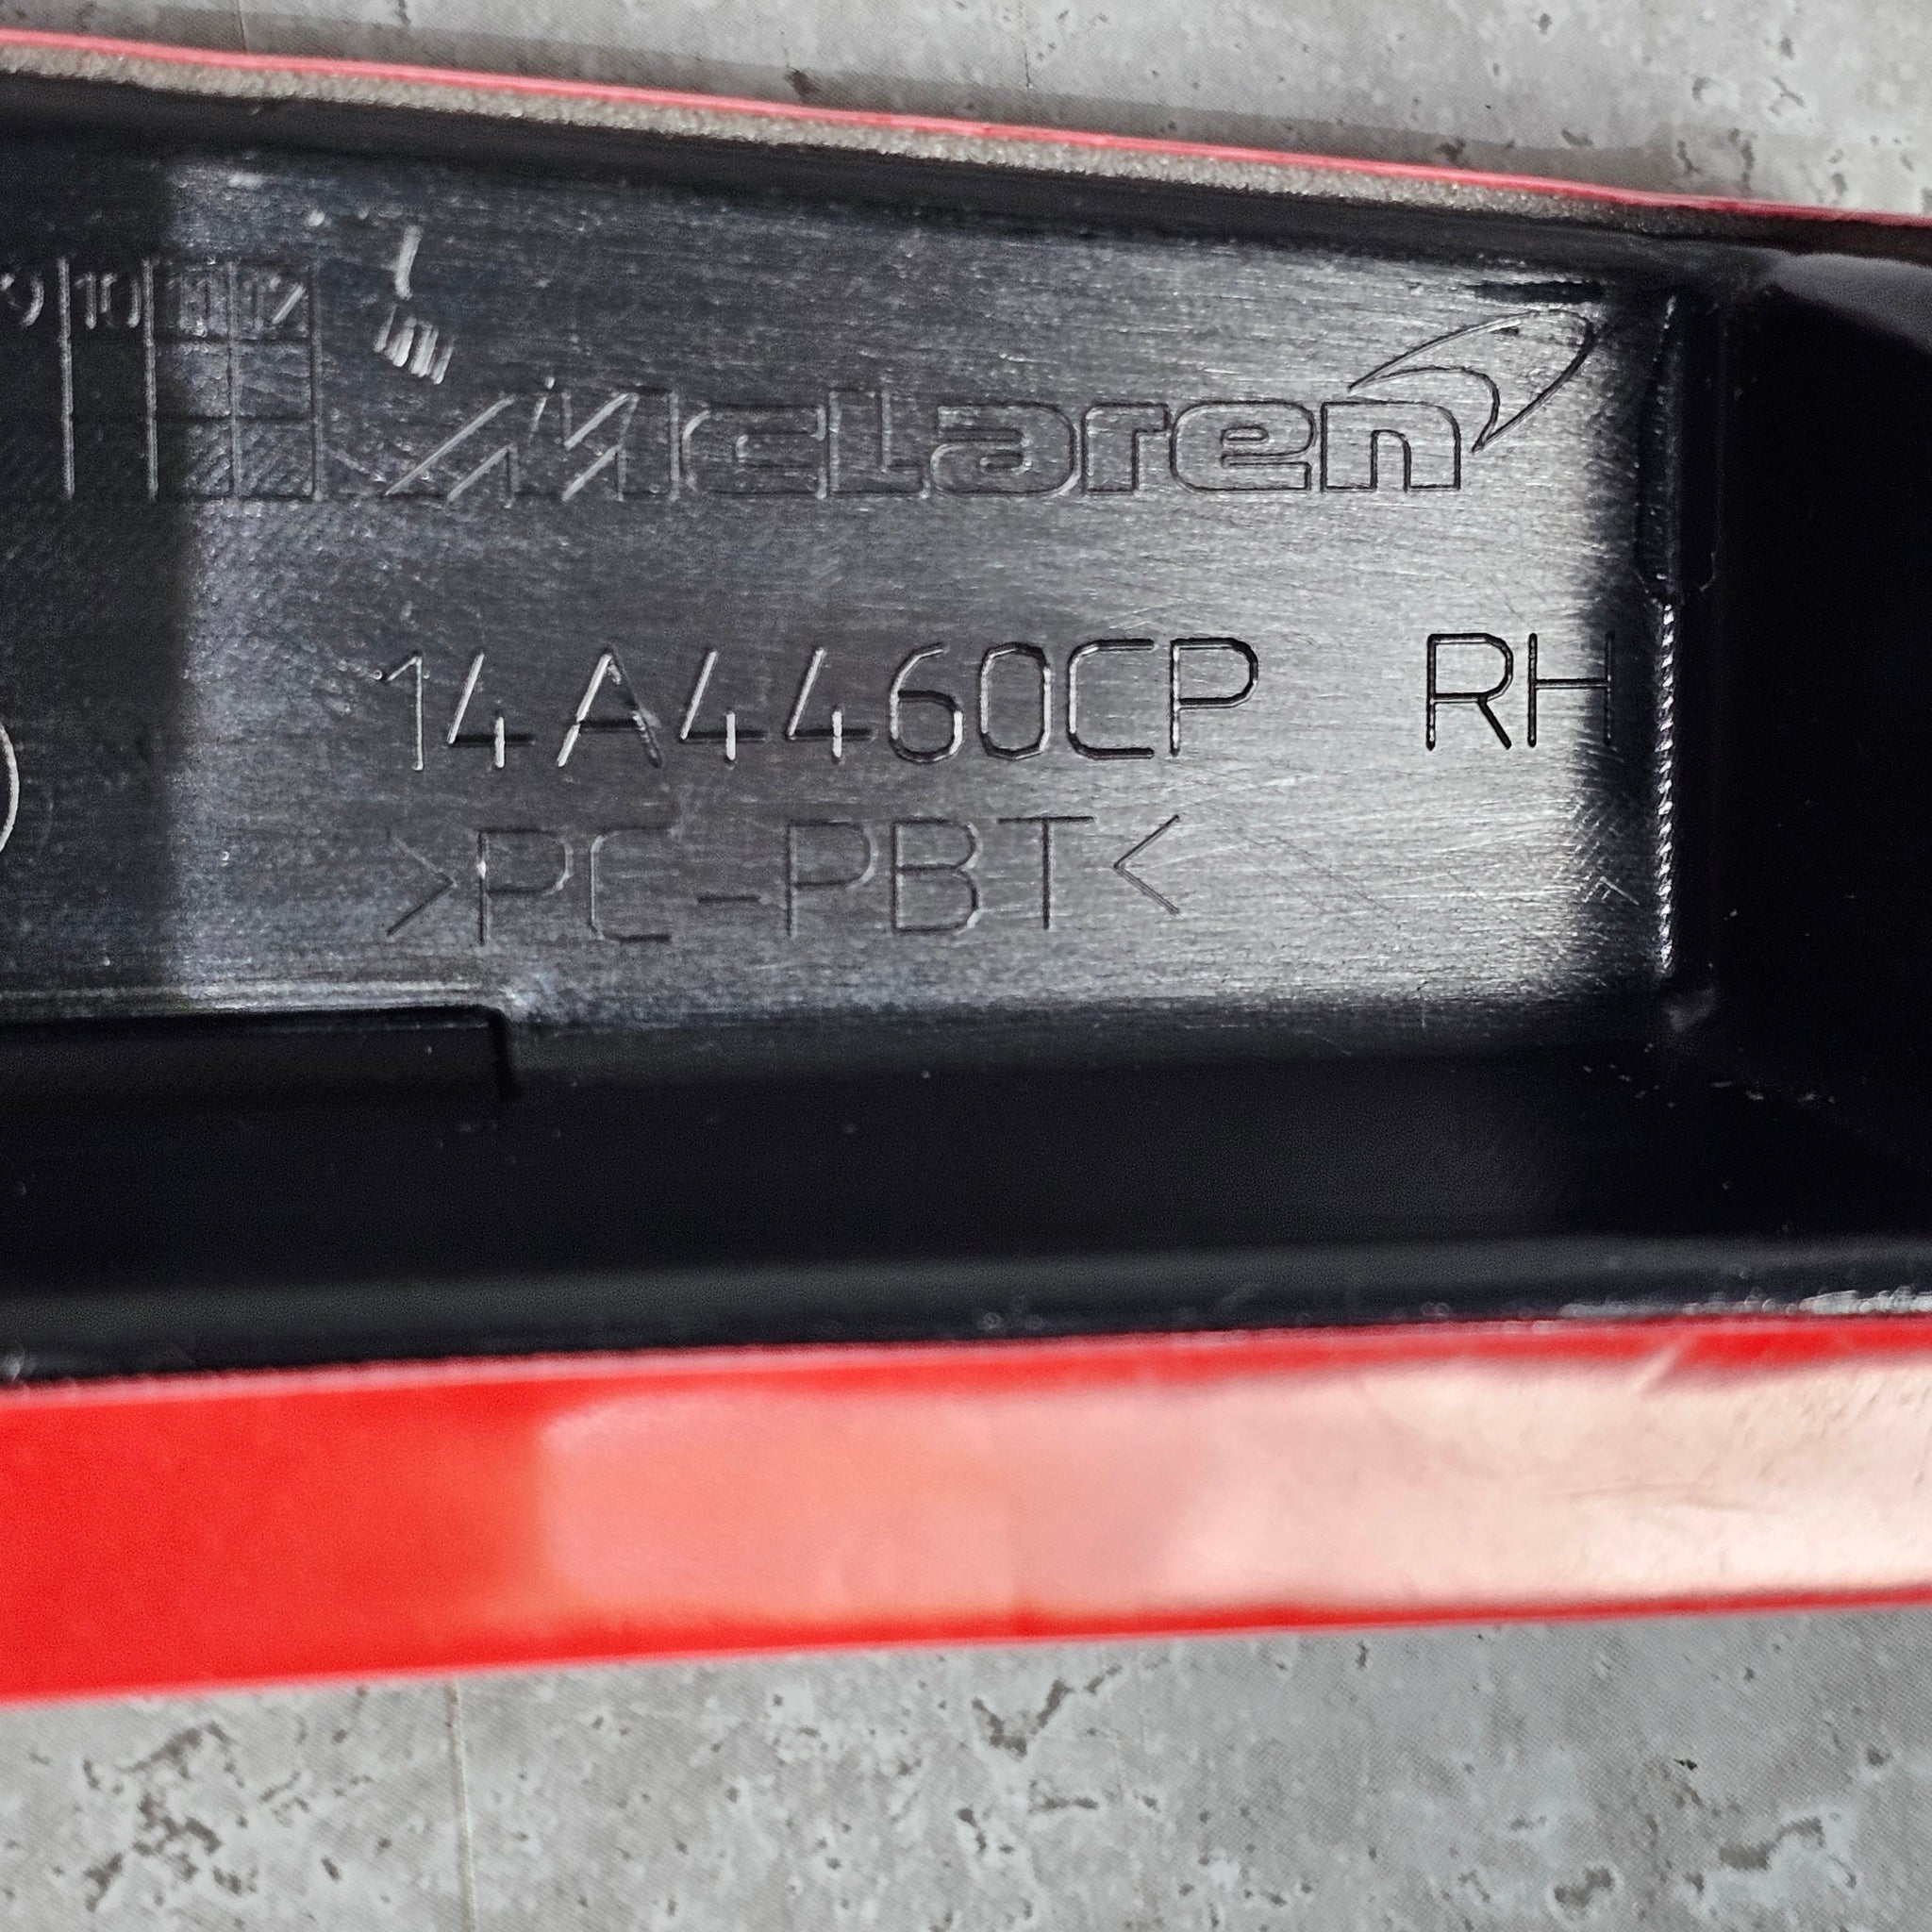 9 10 11 12
McLaren
14A4460CP RH
>PC-PBT<